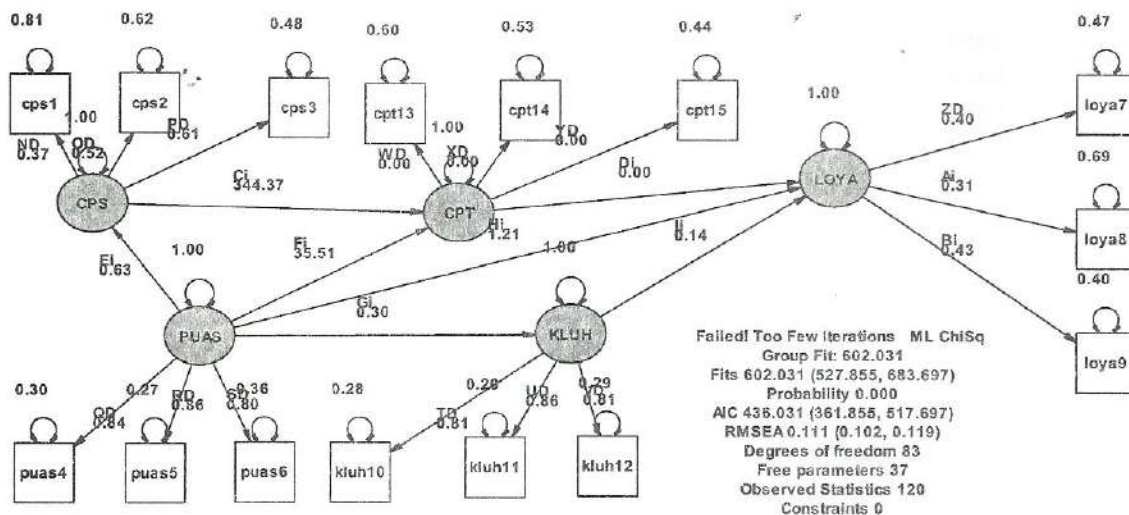 0.81 0.62 0.48 0.60 0.53 0.44 0.47
cps1 cps2 cps3 cpt13 cpt14 cpt15 loya7
1.00 1.00 1.00
ND 0.37
OD 0.52
PD 0.61
WD 0.00
XD 0.00
YD 0.00
ZD 0.40
0.69
CPS
Ci 344.37
CPT
Di 0.00
LOYA
Ai 0.31
loya8
Ei 0.63
1.00
Fi 35.51
Hi 1.21
1.00
Ii 0.14
Bi 0.43
0.40
PUAS
Gi 0.30
KLUH
loya9
0.30 0.27 0.36 0.28 0.28 0.29
QD 0.84
RD 0.86
SD 0.80
TD 0.81
UD 0.86
VD 0.81
puas4 puas5 puas6 kluh10 kluh11 kluh12
Failed! Too Few Iterations ML ChiSq
Group Fit: 602.031
Fits 602.031 (527.855, 683.697)
Probability 0.000
AIC 436.031 (361.855, 517.697)
RMSEA 0.111 (0.102, 0.119)
Degrees of freedom 83
Free parameters 37
Observed Statistics 120
Constraints 0